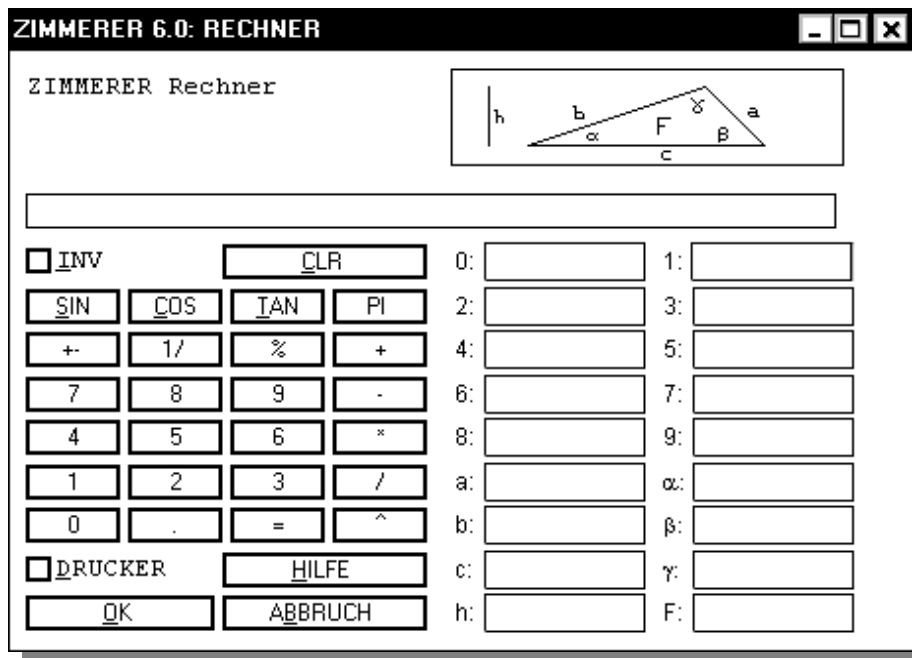 ZIMMERER 6.0: RECHNER
ZIMMERER Rechner
h b a
α F ɣ β
c
INV CLR 0: 1:
SIN COS TAN PI 2: 3:
+- 1/ % + 4: 5:
7 8 9 - 6: 7:
4 5 6 * 8: 9:
1 2 3 / a: α:
0 . = ^ b: β:
DRUCKER HILFE c: γ:
OK ABBRUCH h: F: